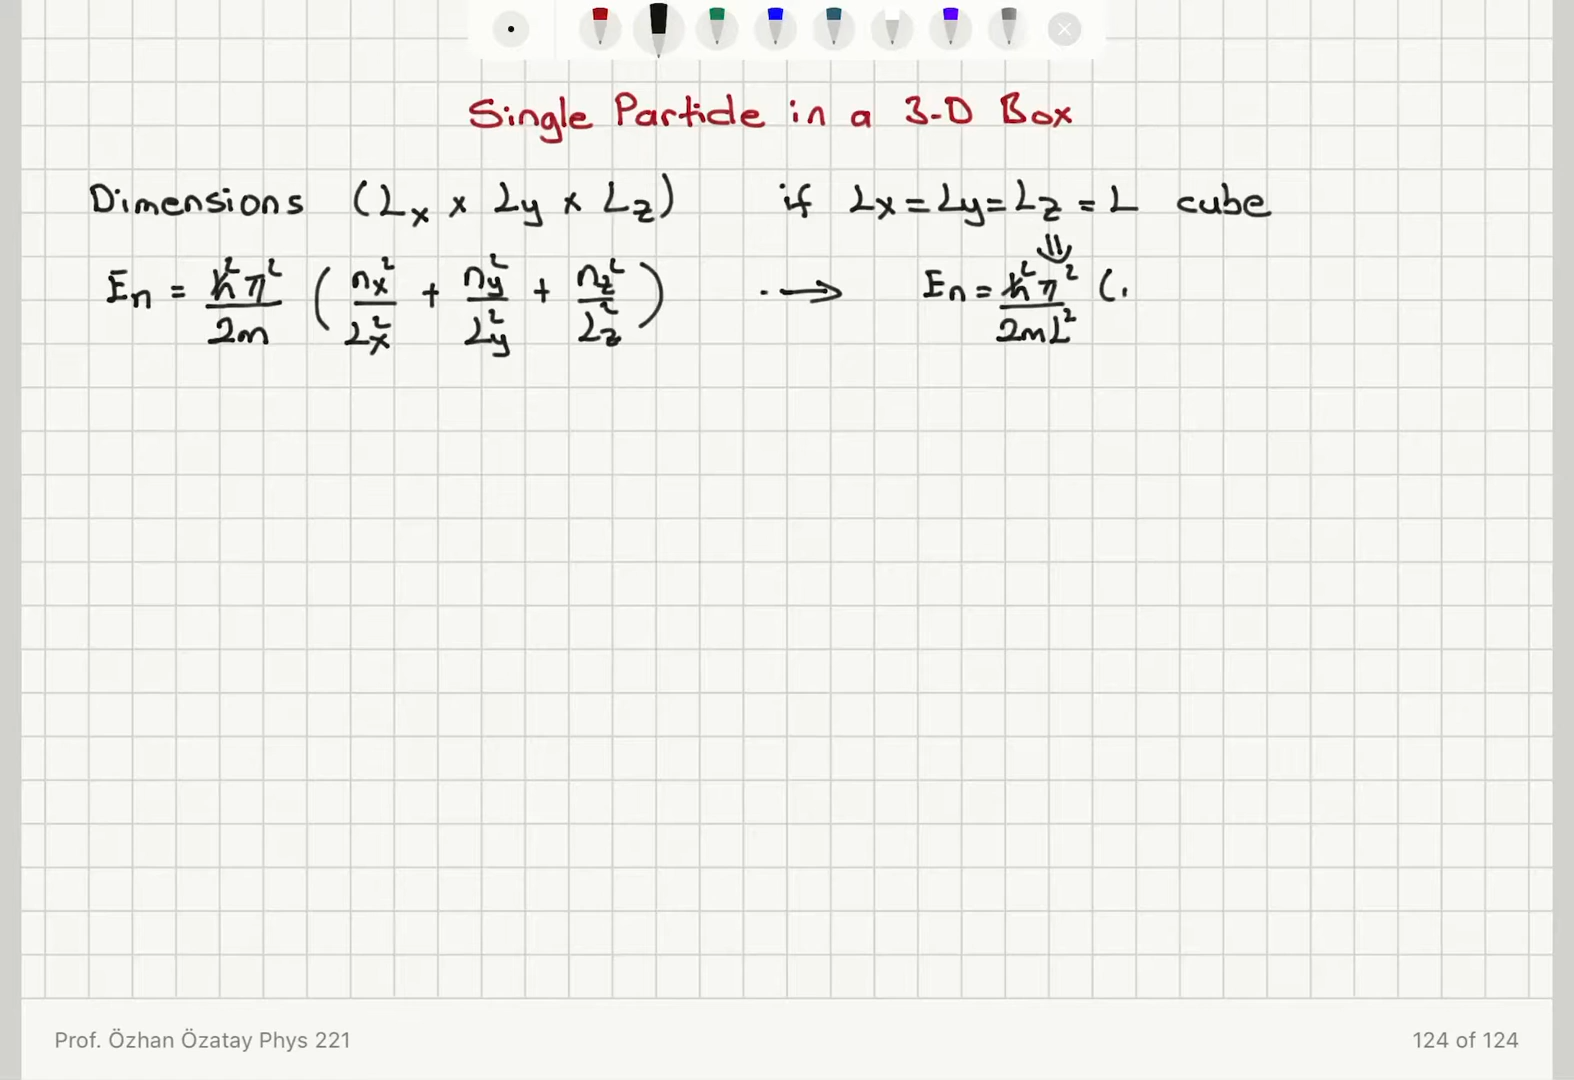 Single Particle in a 3-D Box
Dimensions (Lx × Ly × Lz) if Lx = Ly = Lz = L cube
⇓
En = ħ²π²/2m (nx²/Lx² + ny²/Ly² + nz²/Lz²) ⟶ En = ħ²π²/2mL² (
Prof. Özhan Özatay Phys 221
124 of 124